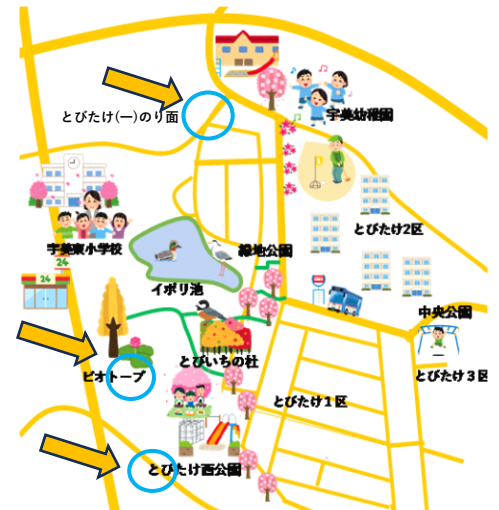 とびたけ(一)のり面
宇美幼稚園
とびたけ2区
宇美東小学校
緑地公園
24
24
イボリ池
中央公園
とびいちの杜
ビオトープ
とびたけ3区
とびたけ1区
とびたけ西公園